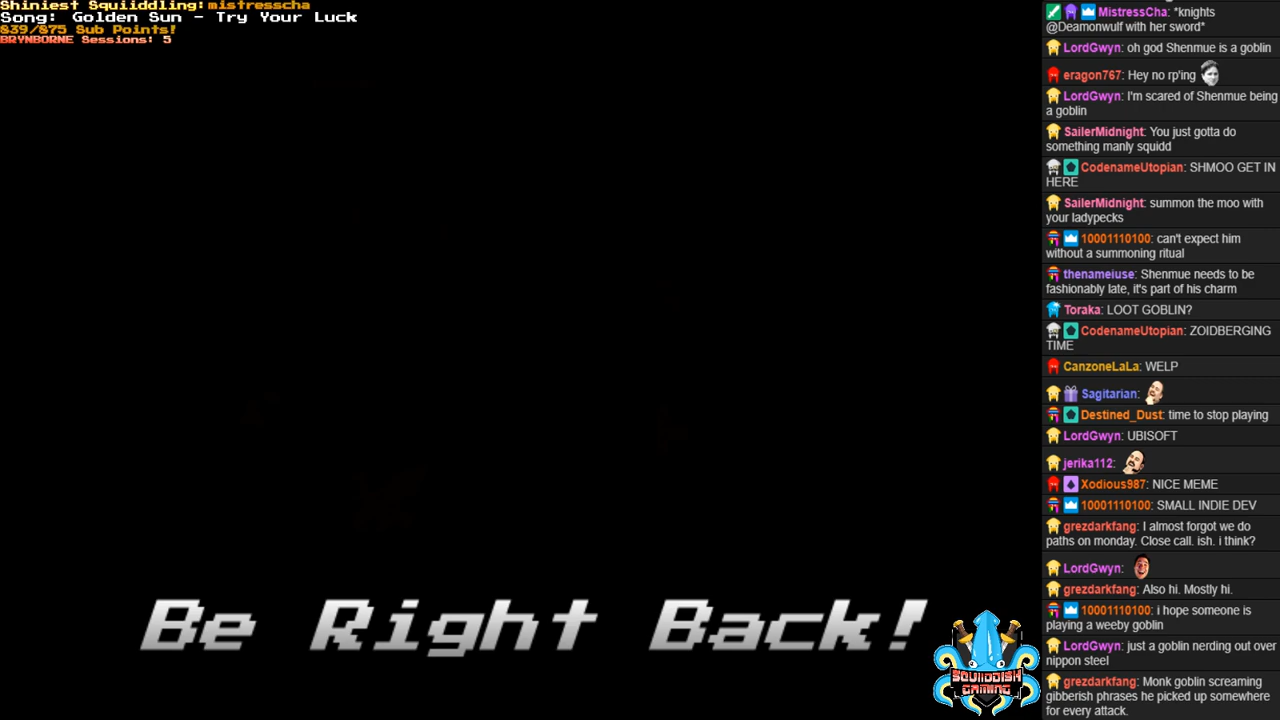 Shiniest Squiiddling:mistresscha
Song: Golden Sun - Try Your Luck
839/875 Sub Points!
BRYNBORNE Sessions: 5
Be Right Back!
SQUIIDDISH
GAMING
MistressCha: *knights
@Deamonwulf with her sword*
LordGwyn: oh god Shenmue is a goblin
eragon767: Hey no rp'ing
LordGwyn: I'm scared of Shenmue being
a goblin
SailerMidnight: You just gotta do
something manly squidd
CodenameUtopian: SHMOO GET IN
HERE
SailerMidnight: summon the moo with
your ladypecks
10001110100: can't expect him
without a summoning ritual
thenameiuse: Shenmue needs to be
fashionably late, it's part of his charm
Toraka: LOOT GOBLIN?
CodenameUtopian: ZOIDBERGING
TIME
CanzoneLaLa: WELP
Sagitarian:
Destined_Dust: time to stop playing
LordGwyn: UBISOFT
jerika112:
Xodious987: NICE MEME
10001110100: SMALL INDIE DEV
grezdarkfang: I almost forgot we do
paths on monday. Close call. ish. i think?
LordGwyn:
grezdarkfang: Also hi. Mostly hi.
10001110100: i hope somerne is
playing a weeby goblin
LordGwyn: just a goblin nerding out over
nippon steel
grezdarkfang: Monk goblin screaming
gibberish phrases he picked up somewhere
for every attack.